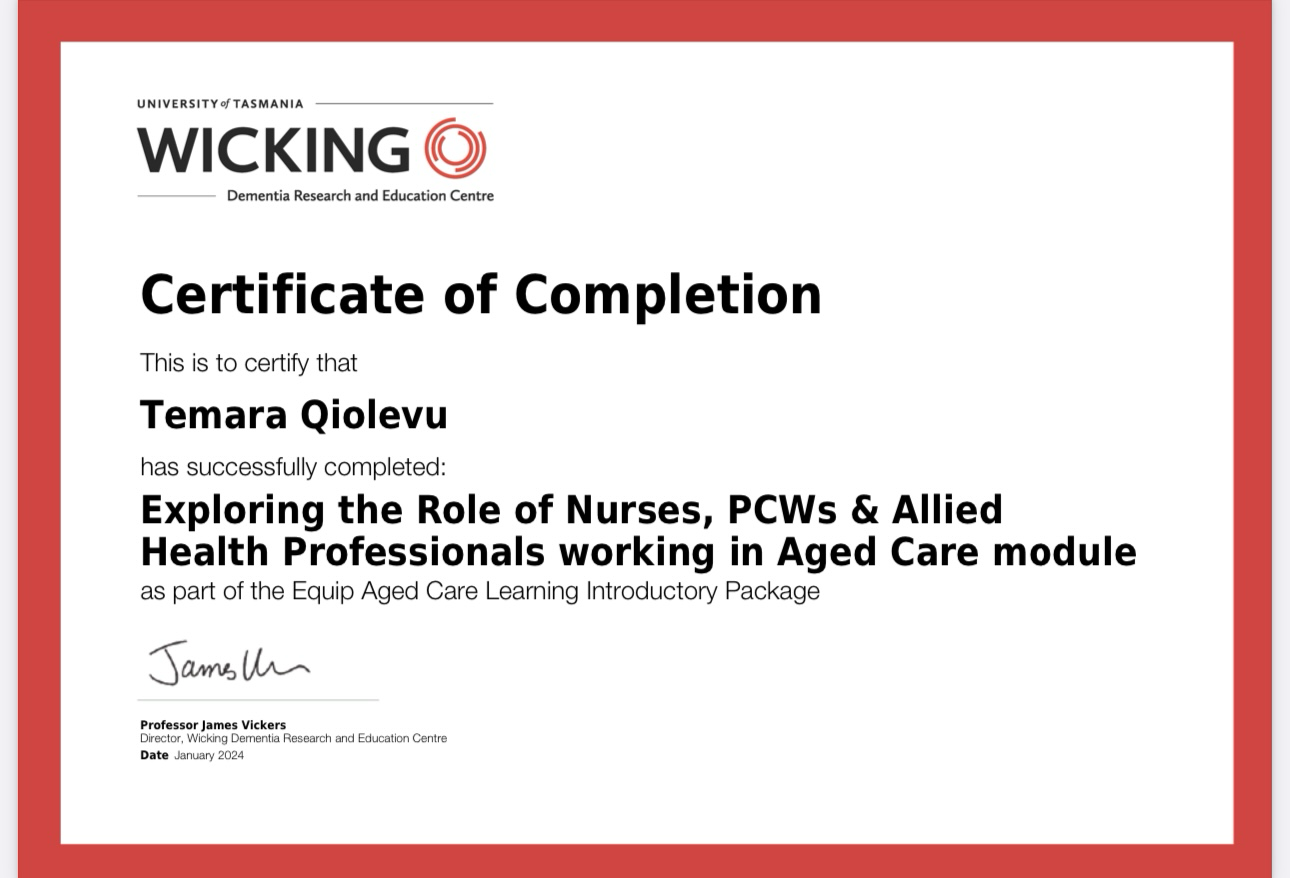 UNIVERSITY of TASMANIA
WICKING
Dementia Research and Education Centre
Certificate of Completion
This is to certify that
Temara Qiolevu
has successfully completed:
Exploring the Role of Nurses, PCWs & Allied
Health Professionals working in Aged Care module
as part of the Equip Aged Care Learning Introductory Package
Professor James Vickers
Director, Wicking Dementia Research and Education Centre
Date January 2024